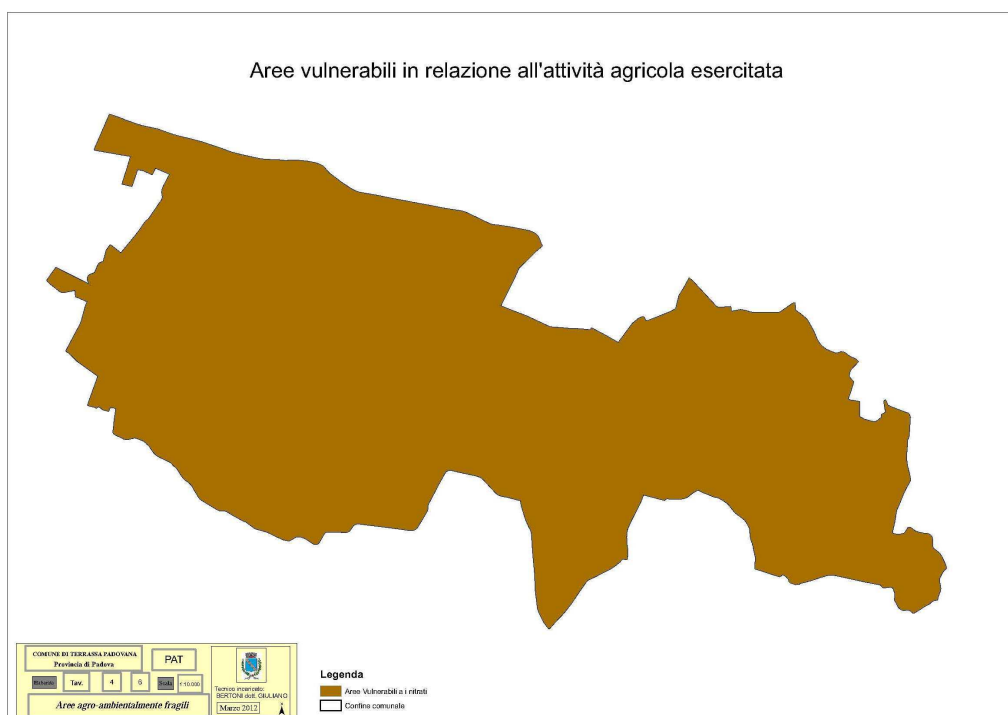 Aree vulnerabili in relazione all'attività agricola esercitata
COMUNE DI TERRASSA PADOVANA
Provincia di Padova
PAT
Elaborato
Tav.
4
6
Scala
1:10.000
Tecnico incaricato:
BERTONI dott. GIULIANO
Aree agro-ambientalmente fragili
Marzo 2012
Legenda
Aree Vulnerabili a i nitrati
Confine comunale